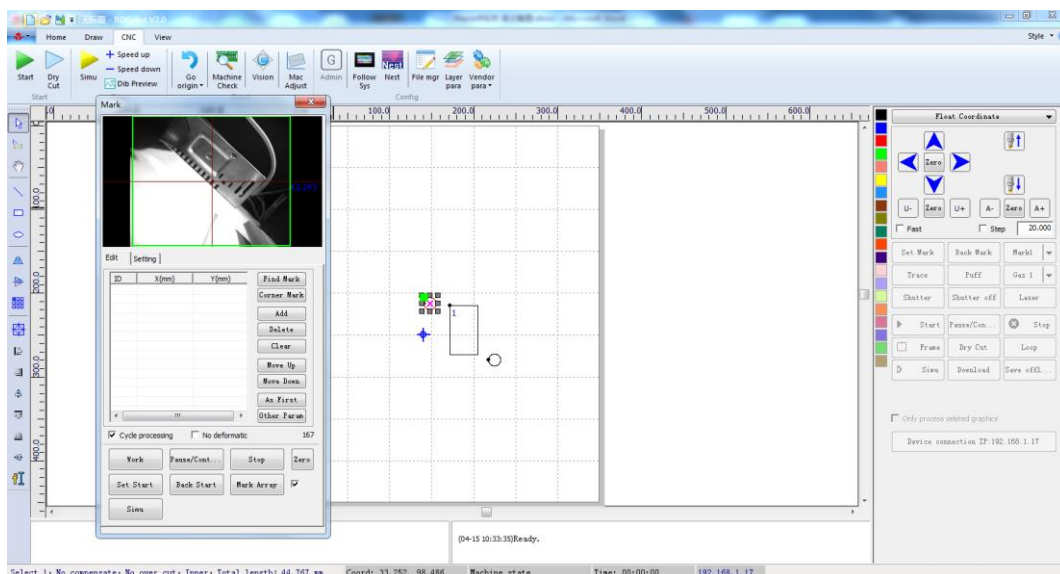 RDCutet V2.0
Home Draw CNC View Style
Start Dry Cut Simu
Speed up
Speed down
Dib Preview
Go origin Machine Check Vision Mac Adjust Admin Follow Sys Nest File mgr Layer para Vendor para
Start Config
Mark
100.0 200.0 300.0 400.0 500.0 600.0
Float Coordinate
Zero
U- Zero U+ A- Zero A+
Fast Step 20.000
Set Mark Back Mark Mark1
Trace Puff Gas 1
Shutter Shutter off Laser
Start Pause/Con... Stop
Frame Dry Cut Loop
Simu Download Save offl...
Only process seleted graphics
Device connection IP:192.168.1.17
Edit Setting
ID X(mm) Y(mm)
Find Mark
Corner Mark
Add
Delete
Clear
Move Up
Move Down
As First
Other Param
Cycle processing No deformatic 167
Work Pause/Cont... Stop Zero
Set Start Back Start Mark Array
Simu
1
(04-15 10:33:35)Ready.
Select 1; No compensate; No over cut; Inner; Total length: 44.767 mm Coord: 33.252, 98.486 Machine state Time: 00:00:00 192.168.1.17